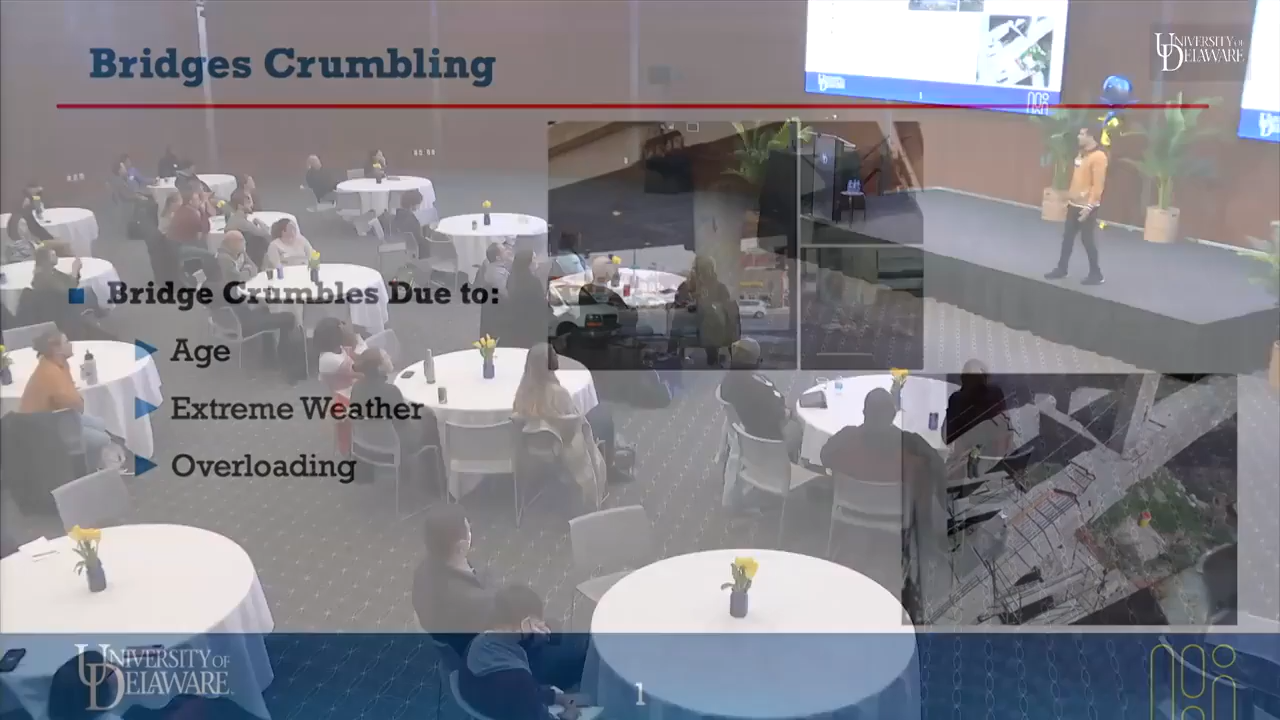 Bridges Crumbling
UNIVERSITY OF
DELAWARE
Bridge Crumbles Due to:
Age
Extreme Weather
Overloading
UNIVERSITY OF
DELAWARE
1